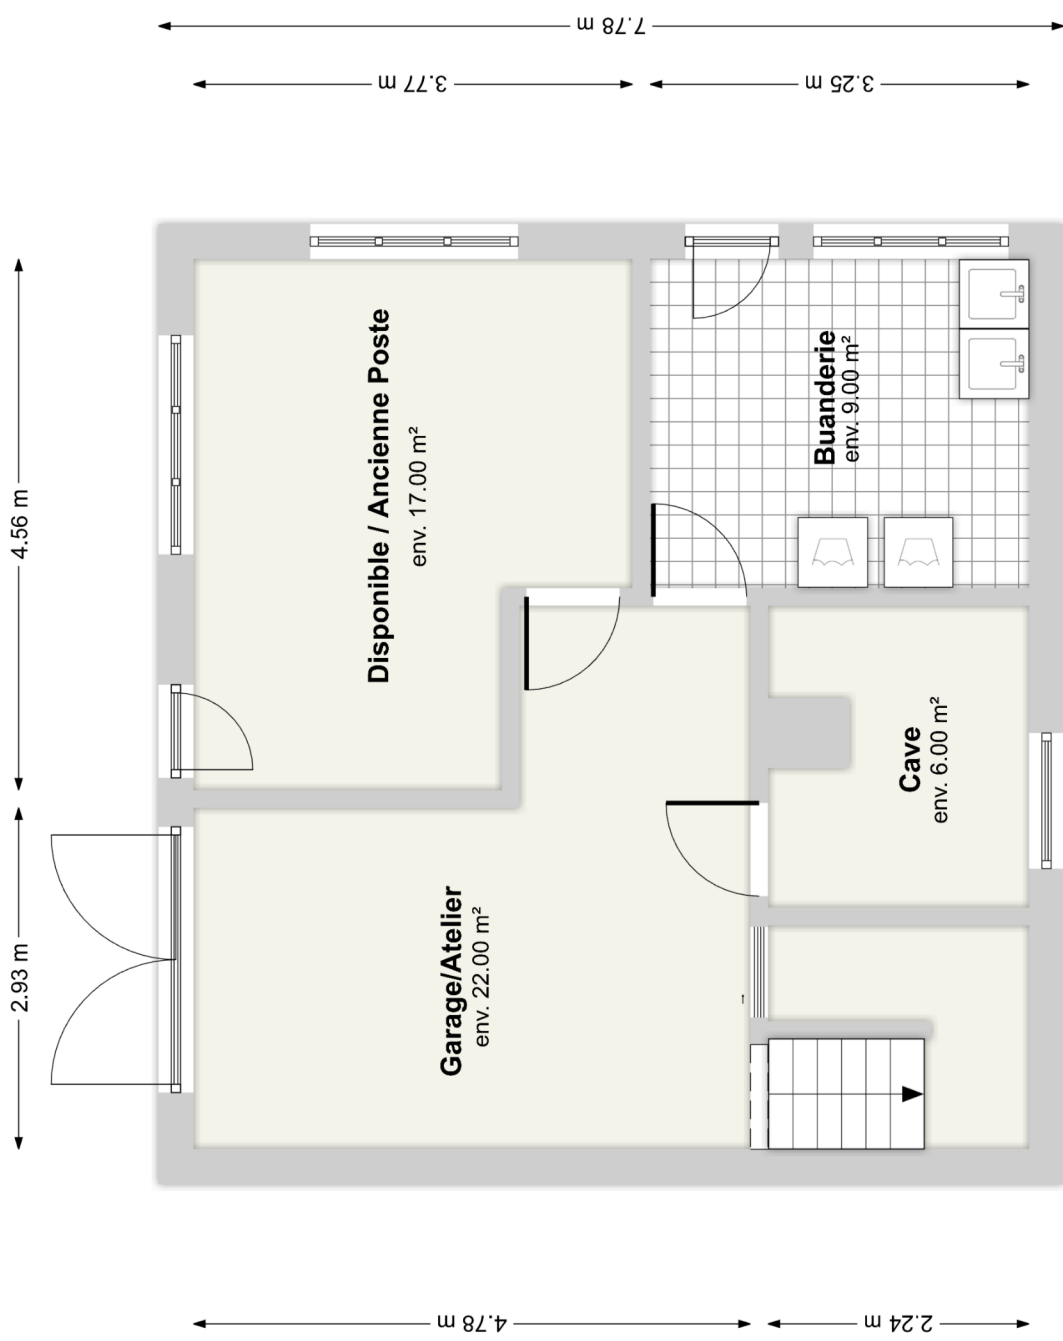 7.78 m
3.77 m
3.25 m
4.56 m
2.93 m
Disponible / Ancienne Poste
env. 17.00 m²
Buanderie
env. 9.00 m²
Cave
env. 6.00 m²
Garage/Atelier
env. 22.00 m²
4.78 m
2.24 m